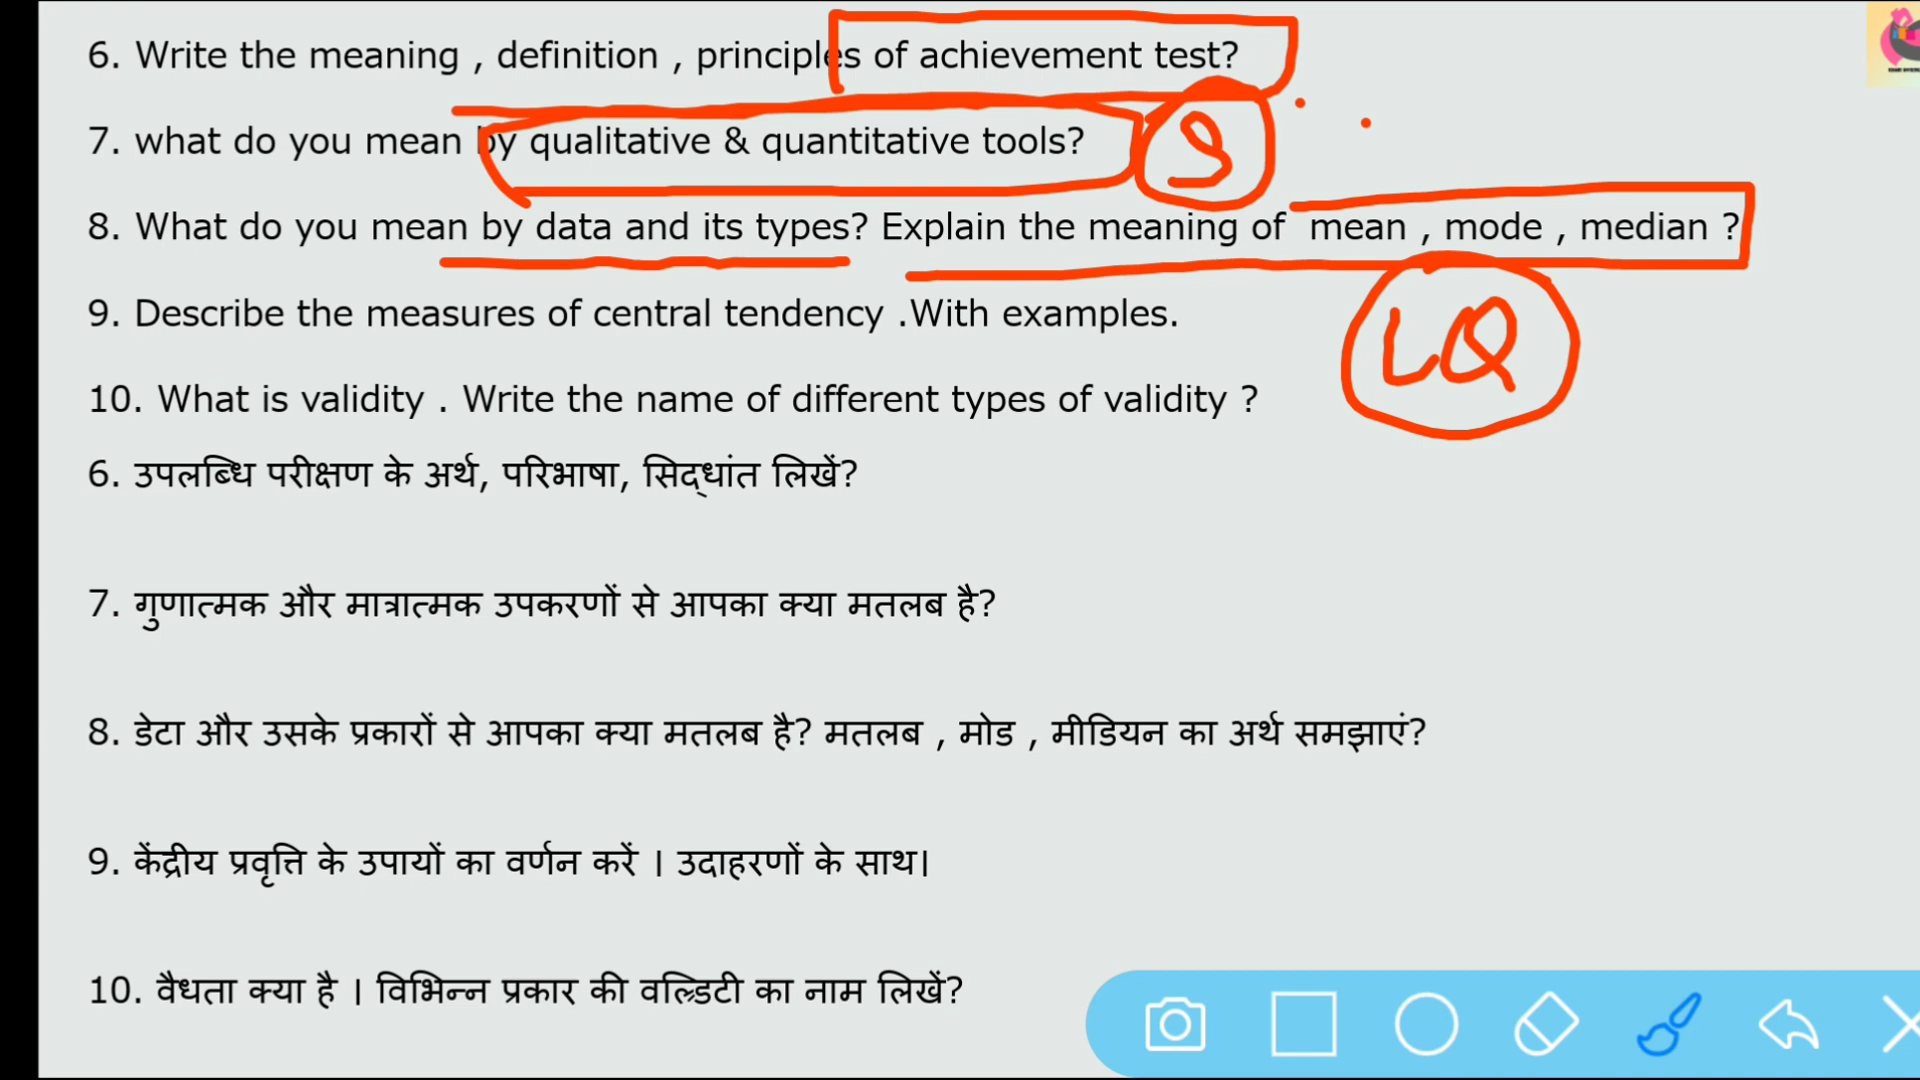 6. Write the meaning , definition , principles of achievement test?
7. what do you mean by qualitative & quantitative tools?
S
8. What do you mean by data and its types? Explain the meaning of mean , mode , median ?
LQ
9. Describe the measures of central tendency .With examples.
10. What is validity . Write the name of different types of validity ?
6. उपलब्धि परीक्षण के अर्थ, परिभाषा, सिद्धांत लिखें?
7. गुणात्मक और मात्रात्मक उपकरणों से आपका क्या मतलब है?
8. डेटा और उसके प्रकारों से आपका क्या मतलब है? मतलब , मोड , मीडियन का अर्थ समझाएं?
9. केंद्रीय प्रवृत्ति के उपायों का वर्णन करें । उदाहरणों के साथ।
10. वैधता क्या है । विभिन्न प्रकार की वल्डिटी का नाम लिखें?